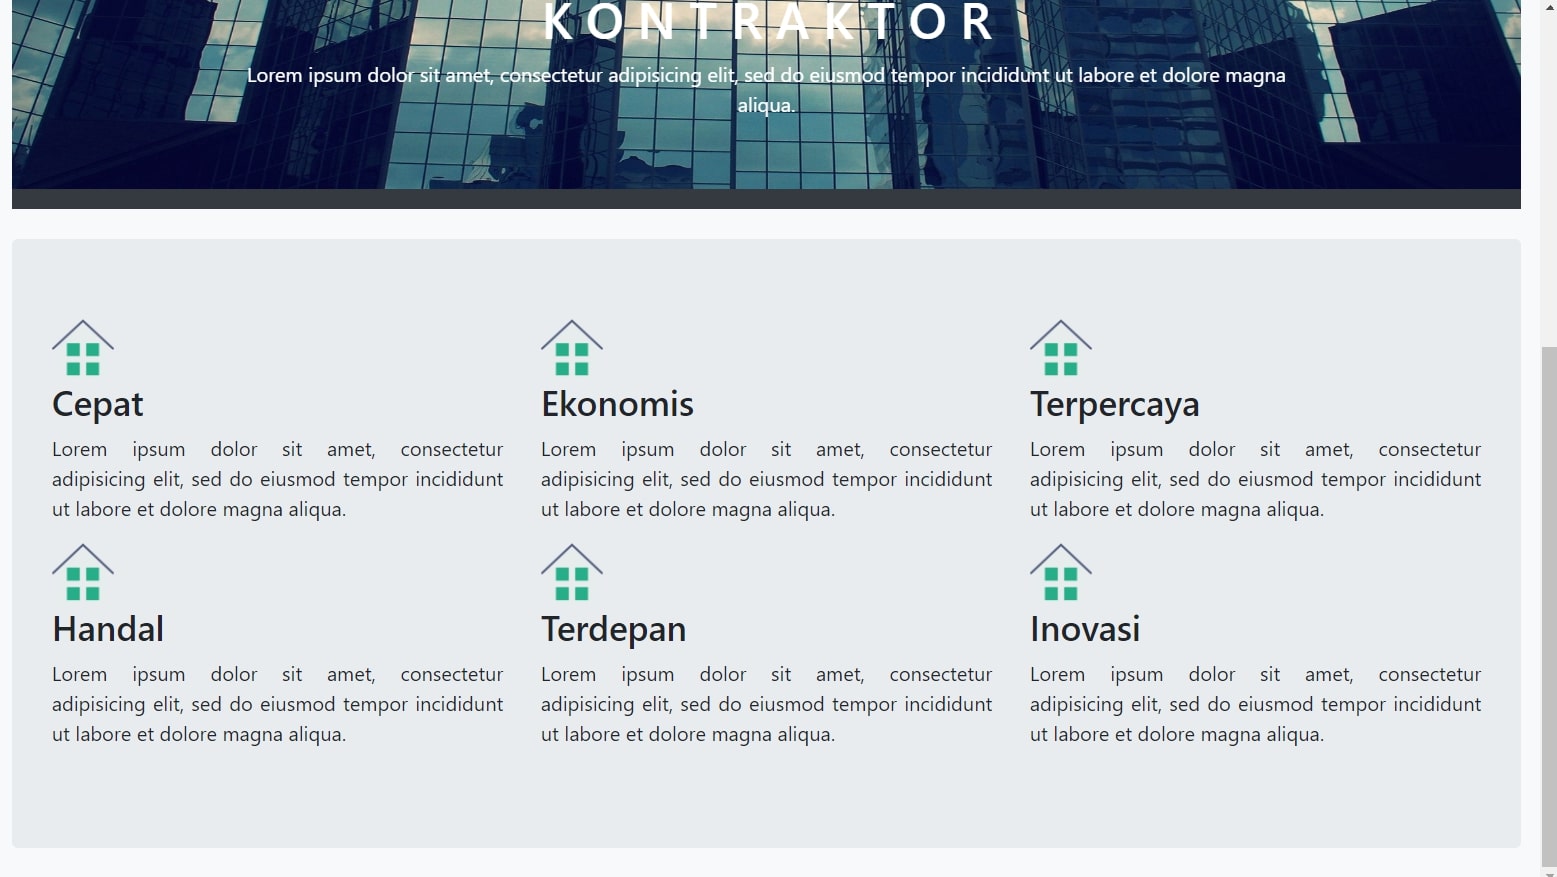 KONTRAKTOR
Lorem ipsum dolor sit amet, consectetur adipisicing elit, sed do eiusmod tempor incididunt ut labore et dolore magna
aliqua.
Cepat
Lorem ipsum dolor sit amet, consectetur
adipisicing elit, sed do eiusmod tempor incididunt
ut labore et dolore magna aliqua.
Ekonomis
Lorem ipsum dolor sit amet, consectetur
adipisicing elit, sed do eiusmod tempor incididunt
ut labore et dolore magna aliqua.
Terpercaya
Lorem ipsum dolor sit amet, consectetur
adipisicing elit, sed do eiusmod tempor incididunt
ut labore et dolore magna aliqua.
Handal
Lorem ipsum dolor sit amet, consectetur
adipisicing elit, sed do eiusmod tempor incididunt
ut labore et dolore magna aliqua.
Terdepan
Lorem ipsum dolor sit amet, consectetur
adipisicing elit, sed do eiusmod tempor incididunt
ut labore et dolore magna aliqua.
Inovasi
Lorem ipsum dolor sit amet, consectetur
adipisicing elit, sed do eiusmod tempor incididunt
ut labore et dolore magna aliqua.